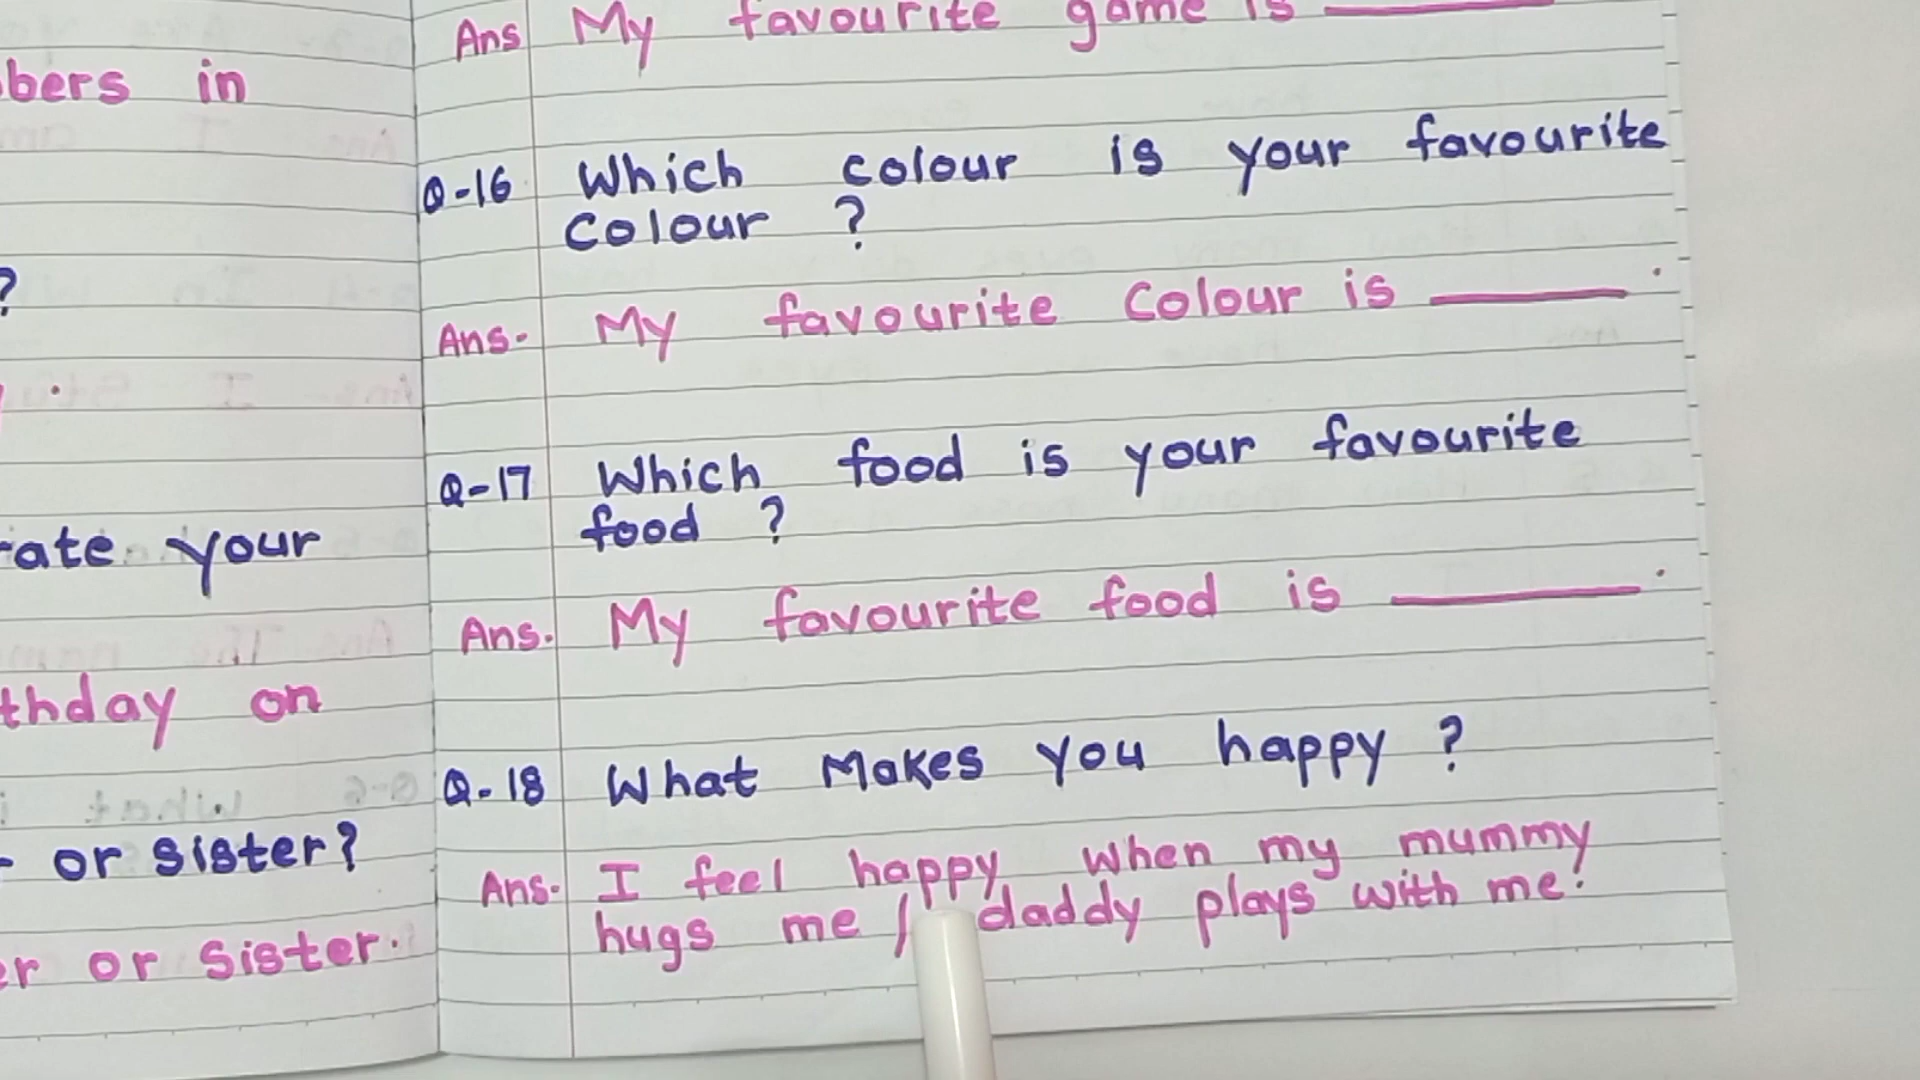 bers in
?
rate your
thday on
or sister?
er or sister.
Ans My favourite game is
Q-16 Which colour is your favourite
colour ?
Ans. My favourite Colour is
Q-17 Which food is your favourite
food ?
Ans. My favourite food is
Q-18 What Makes you happy ?
Ans. I feel happy when my mummy
hugs me / daddy plays with me.